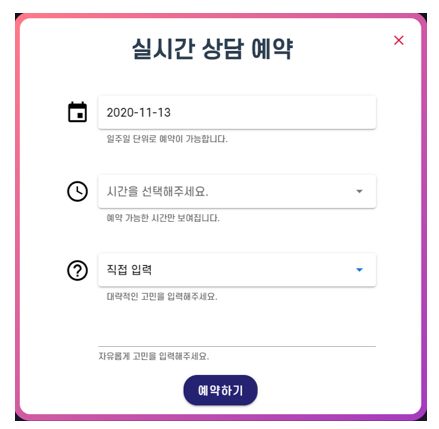 실시간 상담 예약
2020-11-13
일주일 단위로 예약이 가능합니다.
시간을 선택해주세요.
예약 가능한 시간만 보여집니다.
직접 입력
대략적인 고민을 입력해주세요.
자유롭게 고민을 입력해주세요.
예약하기